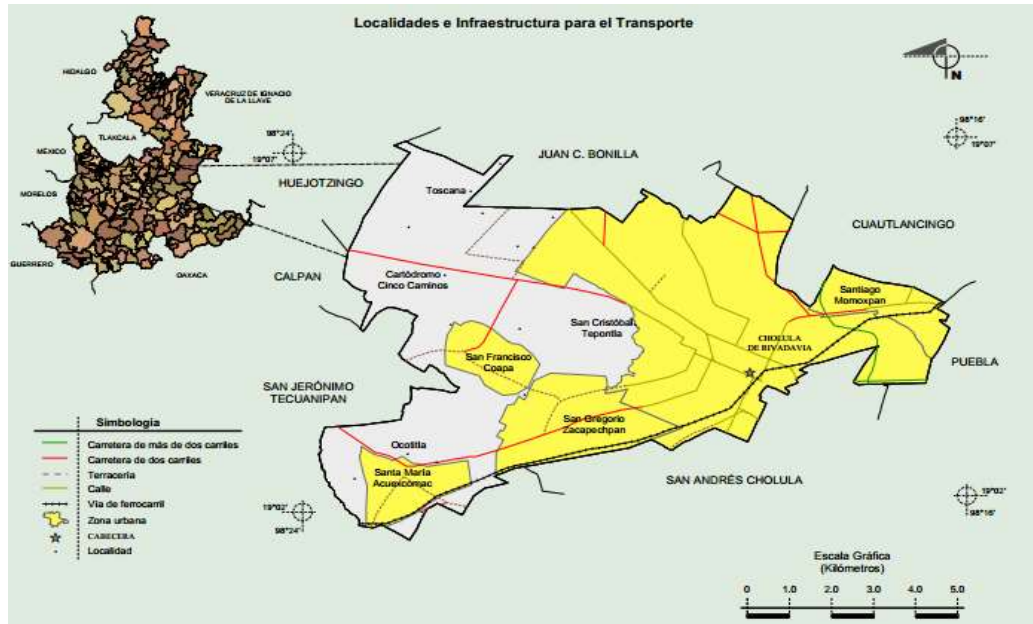 Localidades e Infraestructura para el Transporte
N
HIDALGO
VERACRUZ DE IGNACIO
DE LA LLAVE
TLAXCALA
MÉXICO
MORELOS
GUERRERO
OAXACA
98°24'
19°07'
98°16'
19°07'
JUAN C. BONILLA
HUEJOTZINGO
Toscana
CUAUTLANCINGO
CALPAN
Cartódromo
Cinco Caminos
Santiago
Momoxpan
San Cristóbal
Tepontla
CHOLULA
DE RIVADAVIA
San Francisco
Coapa
PUEBLA
SAN JERÓNIMO
TECUANIPAN
San Gregorio
Zacapechpan
Ocotitla
Santa María
Acuexcomac
SAN ANDRÉS CHOLULA
19°02'
98°24'
19°02'
98°16'
Simbología
Carretera de más de dos carriles
Carretera de dos carriles
Terracería
Calle
Vía de ferrocarril
Zona urbana
CABECERA
Localidad
Escala Gráfica
(Kilómetros)
0 1.0 2.0 3.0 4.0 5.0